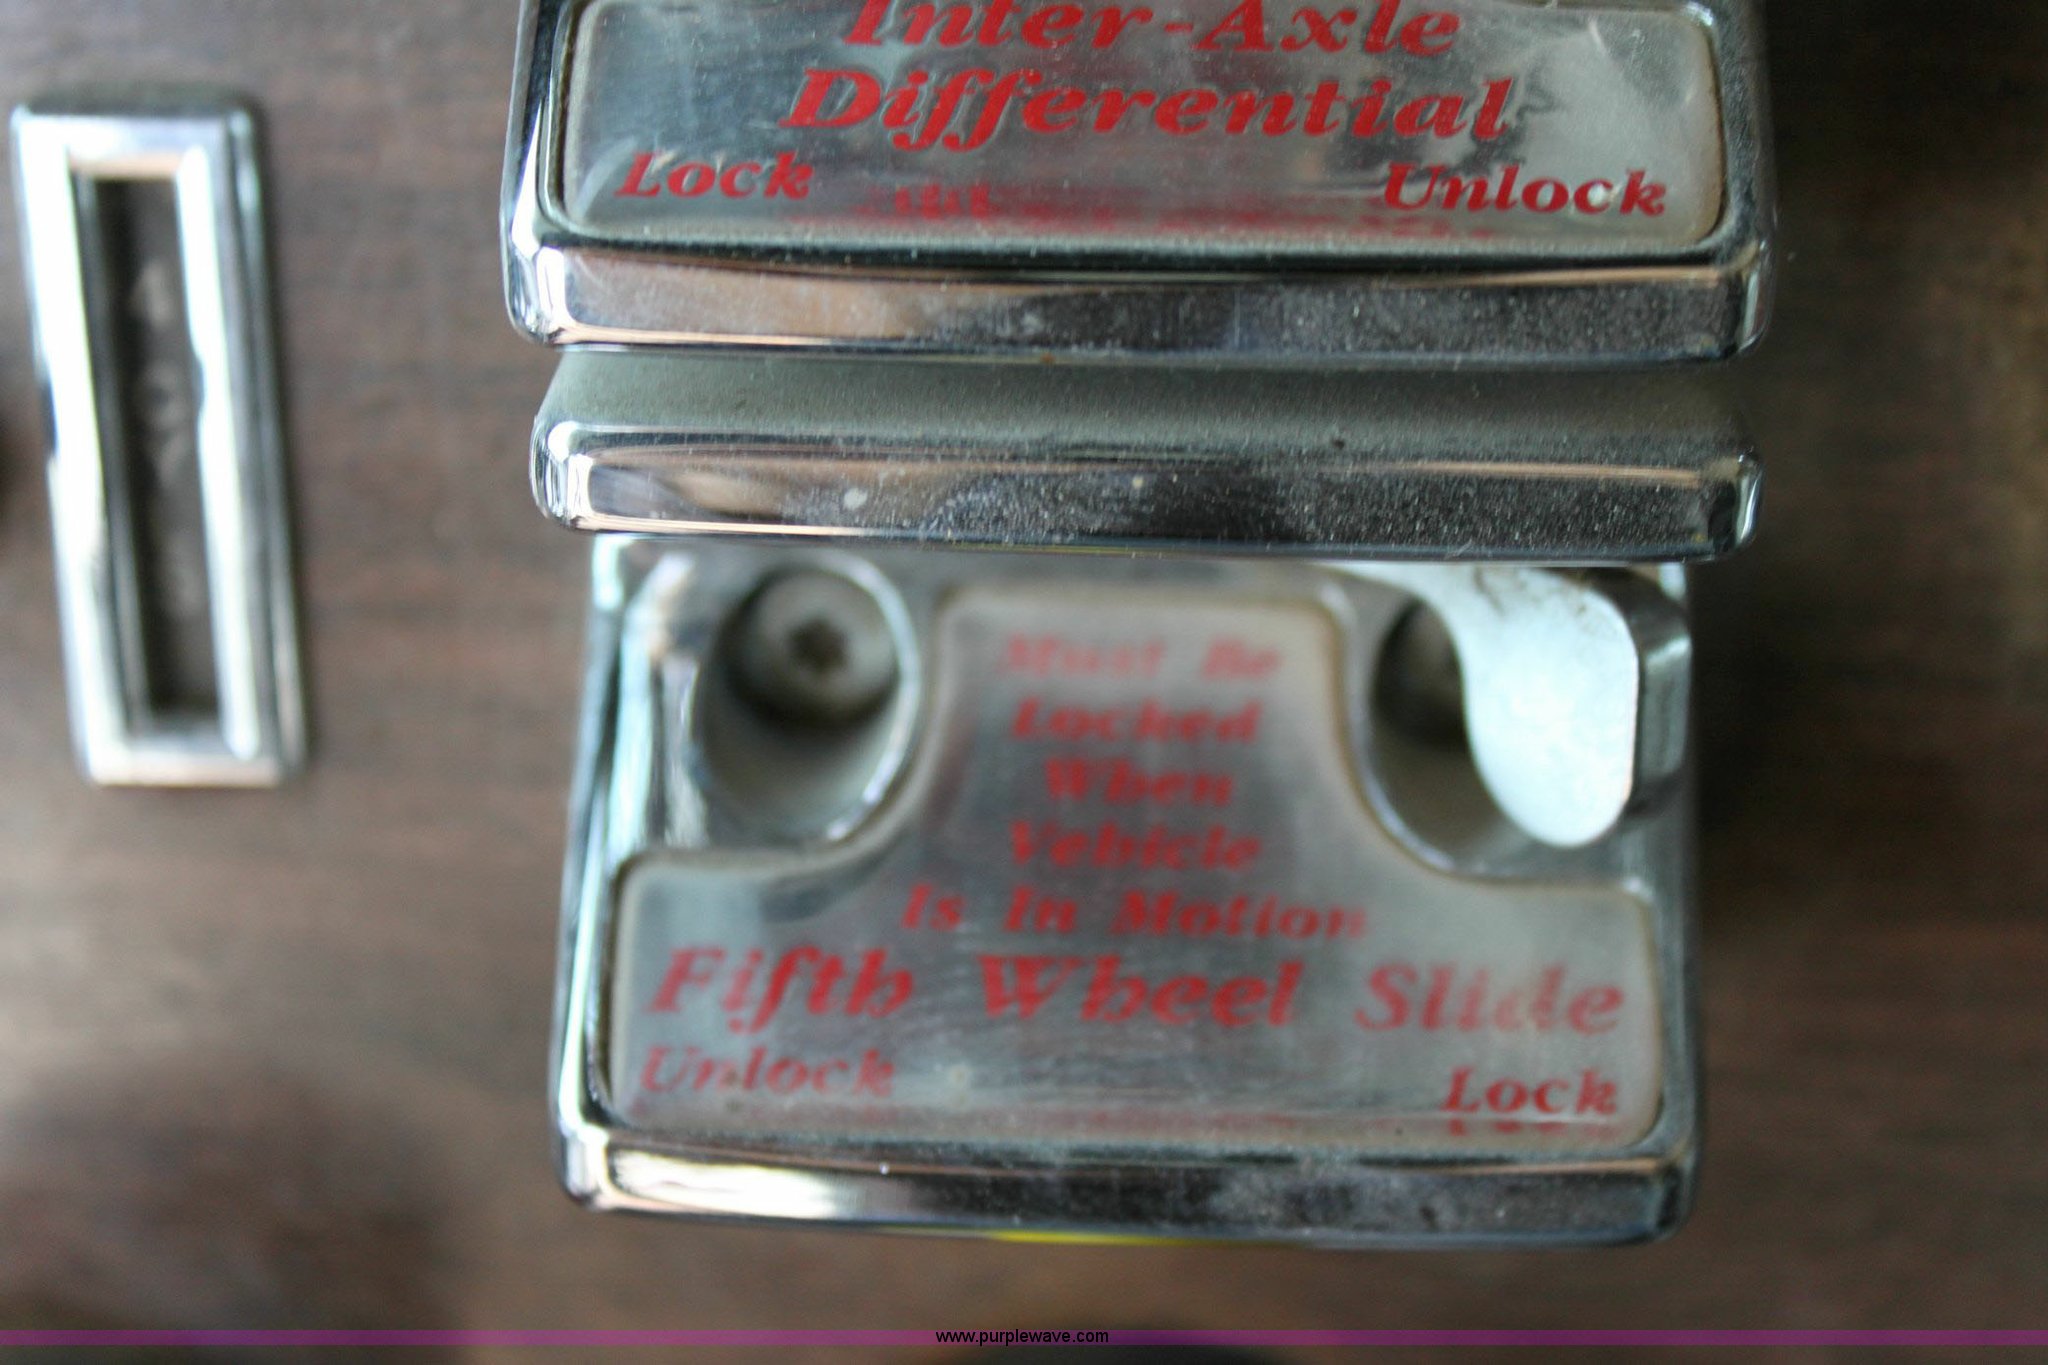 Inter-Axle
Differential
Lock Unlock
Must Be
Locked
When
Vehicle
Is In Motion
Fifth Wheel Slide
Unlock Lock
www.purplewave.com